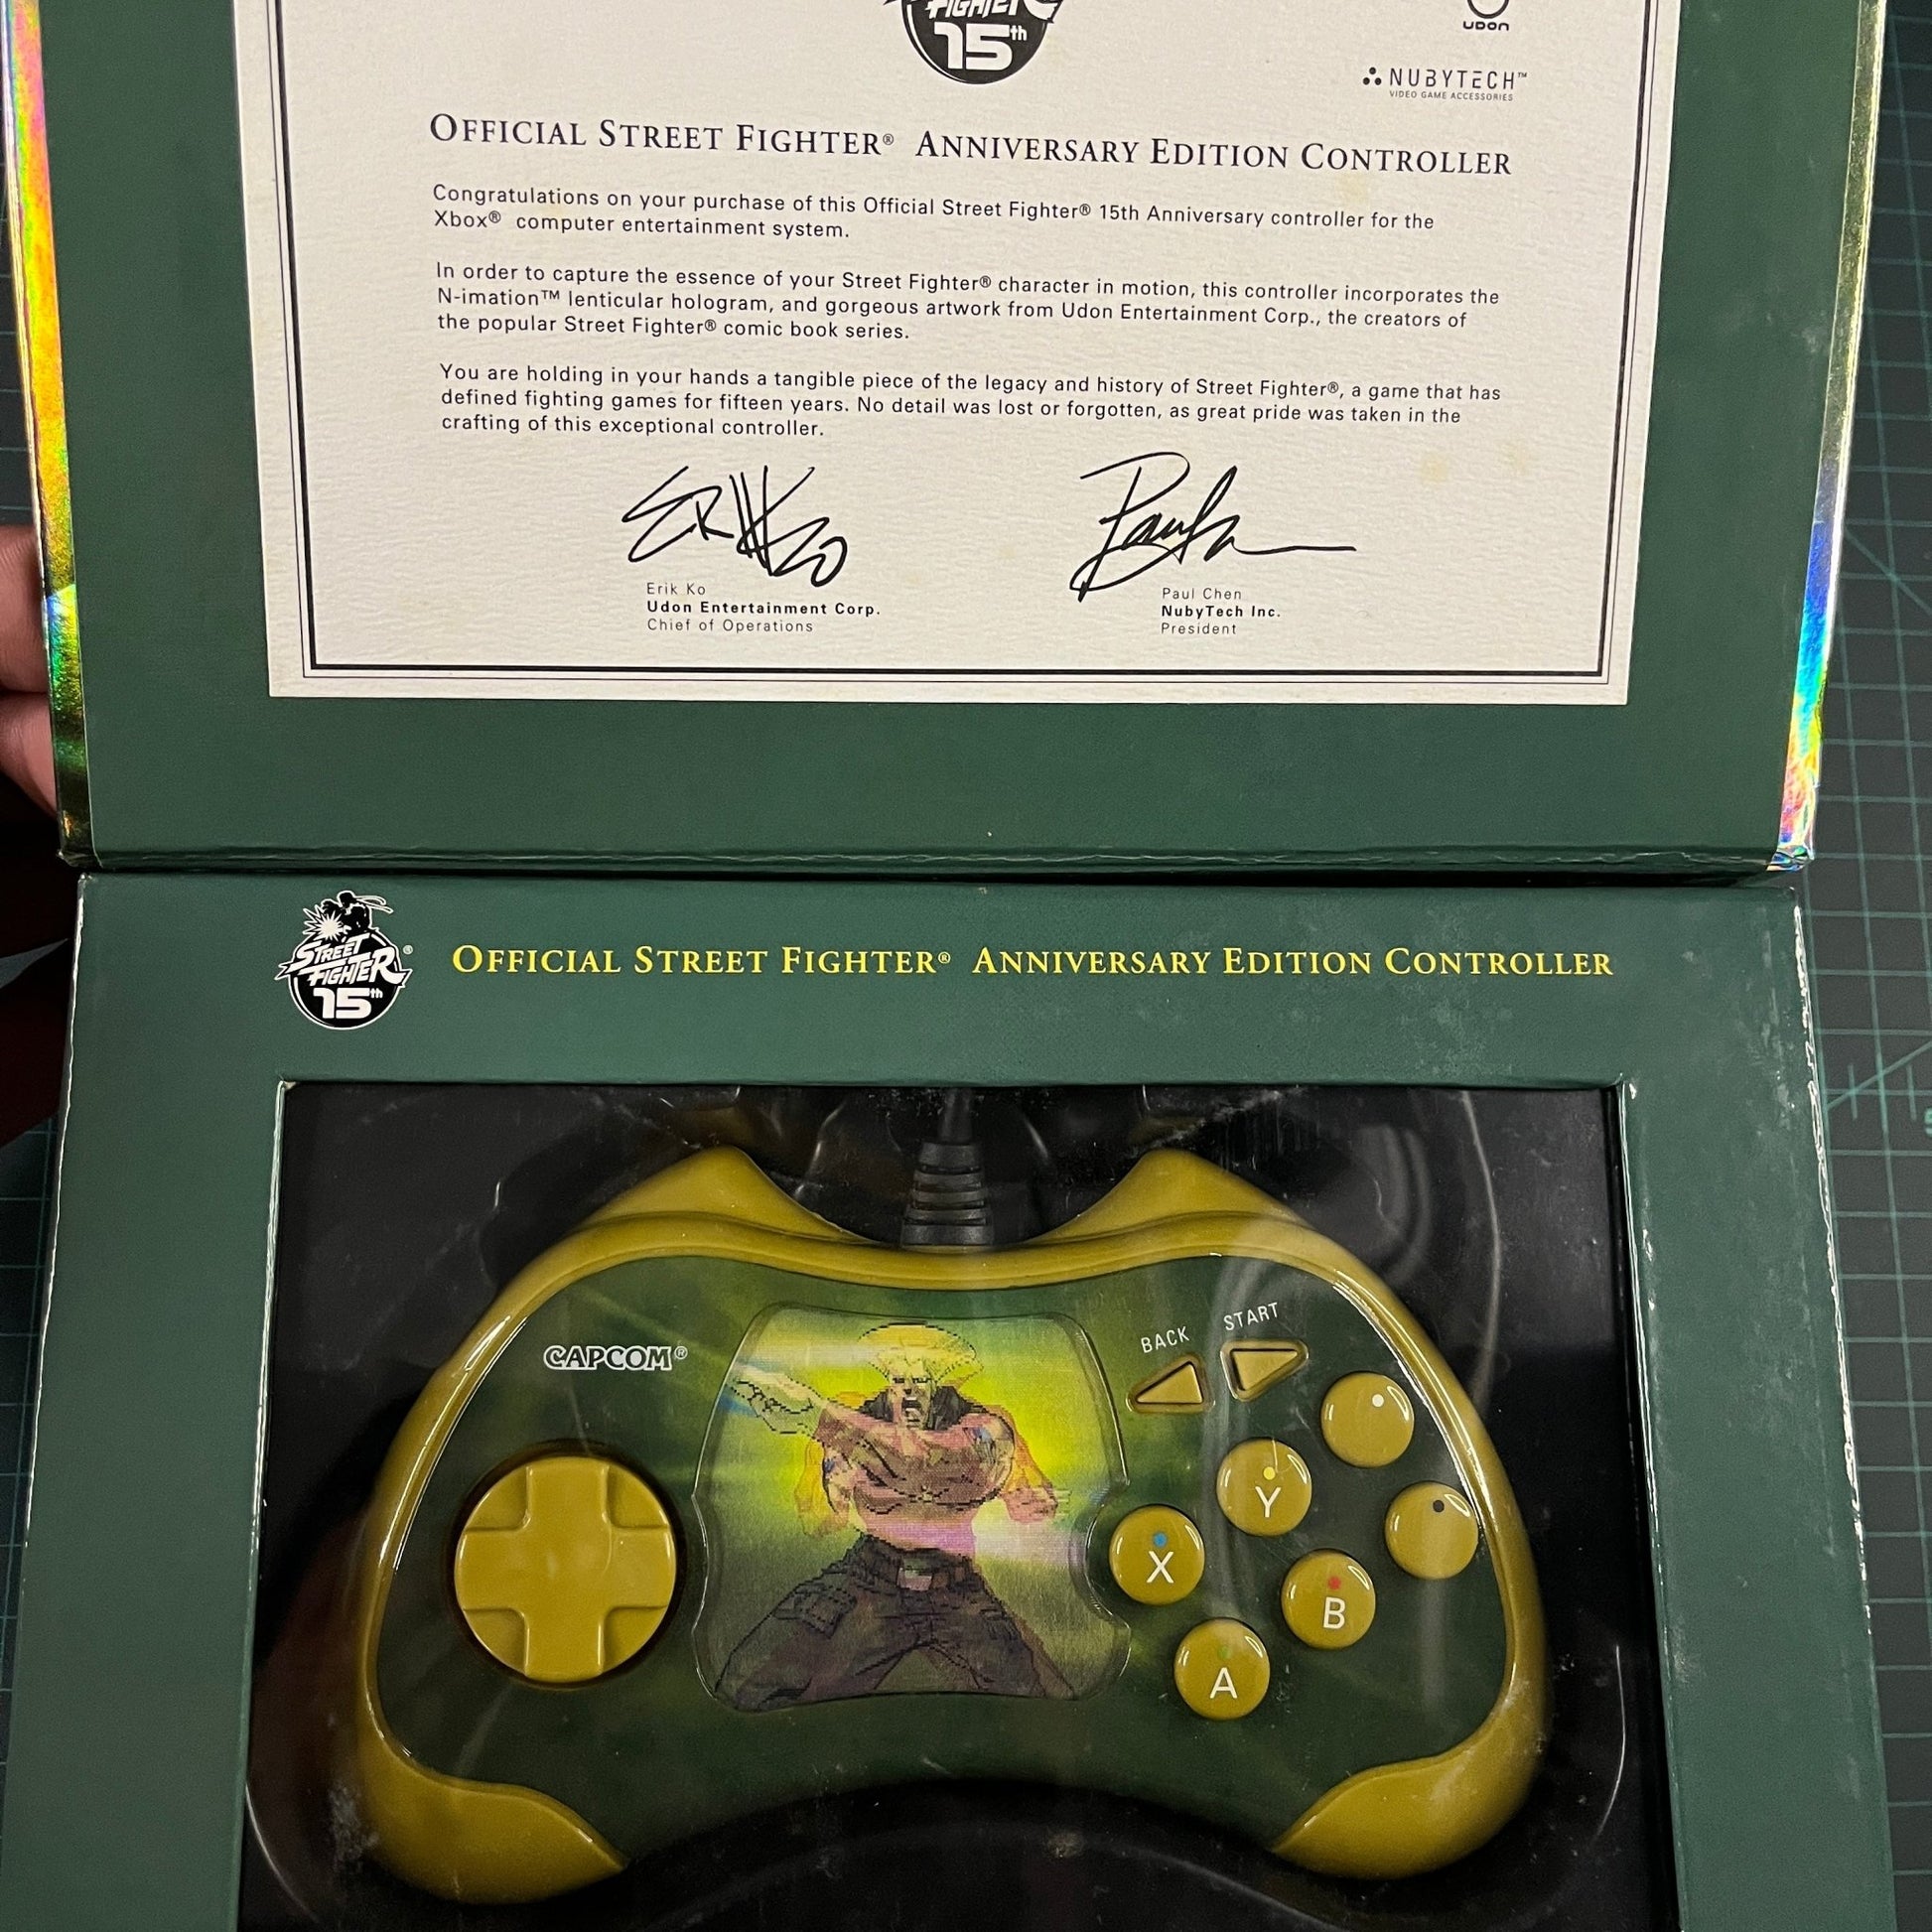 FIGHTER
15th
UDON
NUBYTECH™
VIDEO GAME ACCESSORIES
OFFICIAL STREET FIGHTER® ANNIVERSARY EDITION CONTROLLER
Congratulations on your purchase of this Official Street Fighter® 15th Anniversary controller for the
Xbox® computer entertainment system.
In order to capture the essence of your Street Fighter® character in motion, this controller incorporates the
N-imation™ lenticular hologram, and gorgeous artwork from Udon Entertainment Corp., the creators of
the popular Street Fighter® comic book series.
You are holding in your hands a tangible piece of the legacy and history of Street Fighter®, a game that has
defined fighting games for fifteen years. No detail was lost or forgotten, as great pride was taken in the
crafting of this exceptional controller.
Erik Ko
Udon Entertainment Corp.
Chief of Operations
Paul Chen
NubyTech Inc.
President
STREET
FIGHTER®
15th
OFFICIAL STREET FIGHTER® ANNIVERSARY EDITION CONTROLLER
CAPCOM®
BACK
START
Y
X
B
A